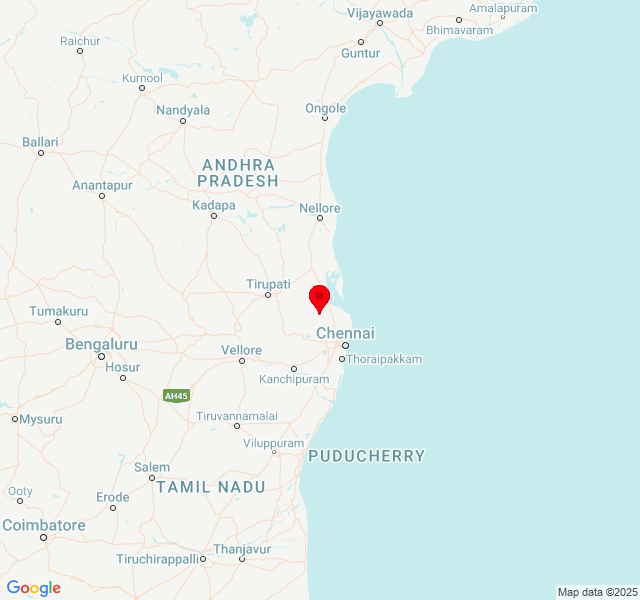 Amalapuram
Vijayawada
Bhimavaram
Raichur
Guntur
Kurnool
Nandyala
Ongole
Ballari
ANDHRA
PRADESH
Anantapur
Kadapa
Nellore
Tirupati
Tumakuru
Chennai
Bengaluru
Vellore
Thoraipakkam
Hosur
Kanchipuram
AH45
Mysuru
Tiruvannamalai
Viluppuram
PUDUCHERRY
Salem
TAMIL NADU
Ooty
Erode
Coimbatore
Thanjavur
Tiruchirappalli
Google
Map data ©2025